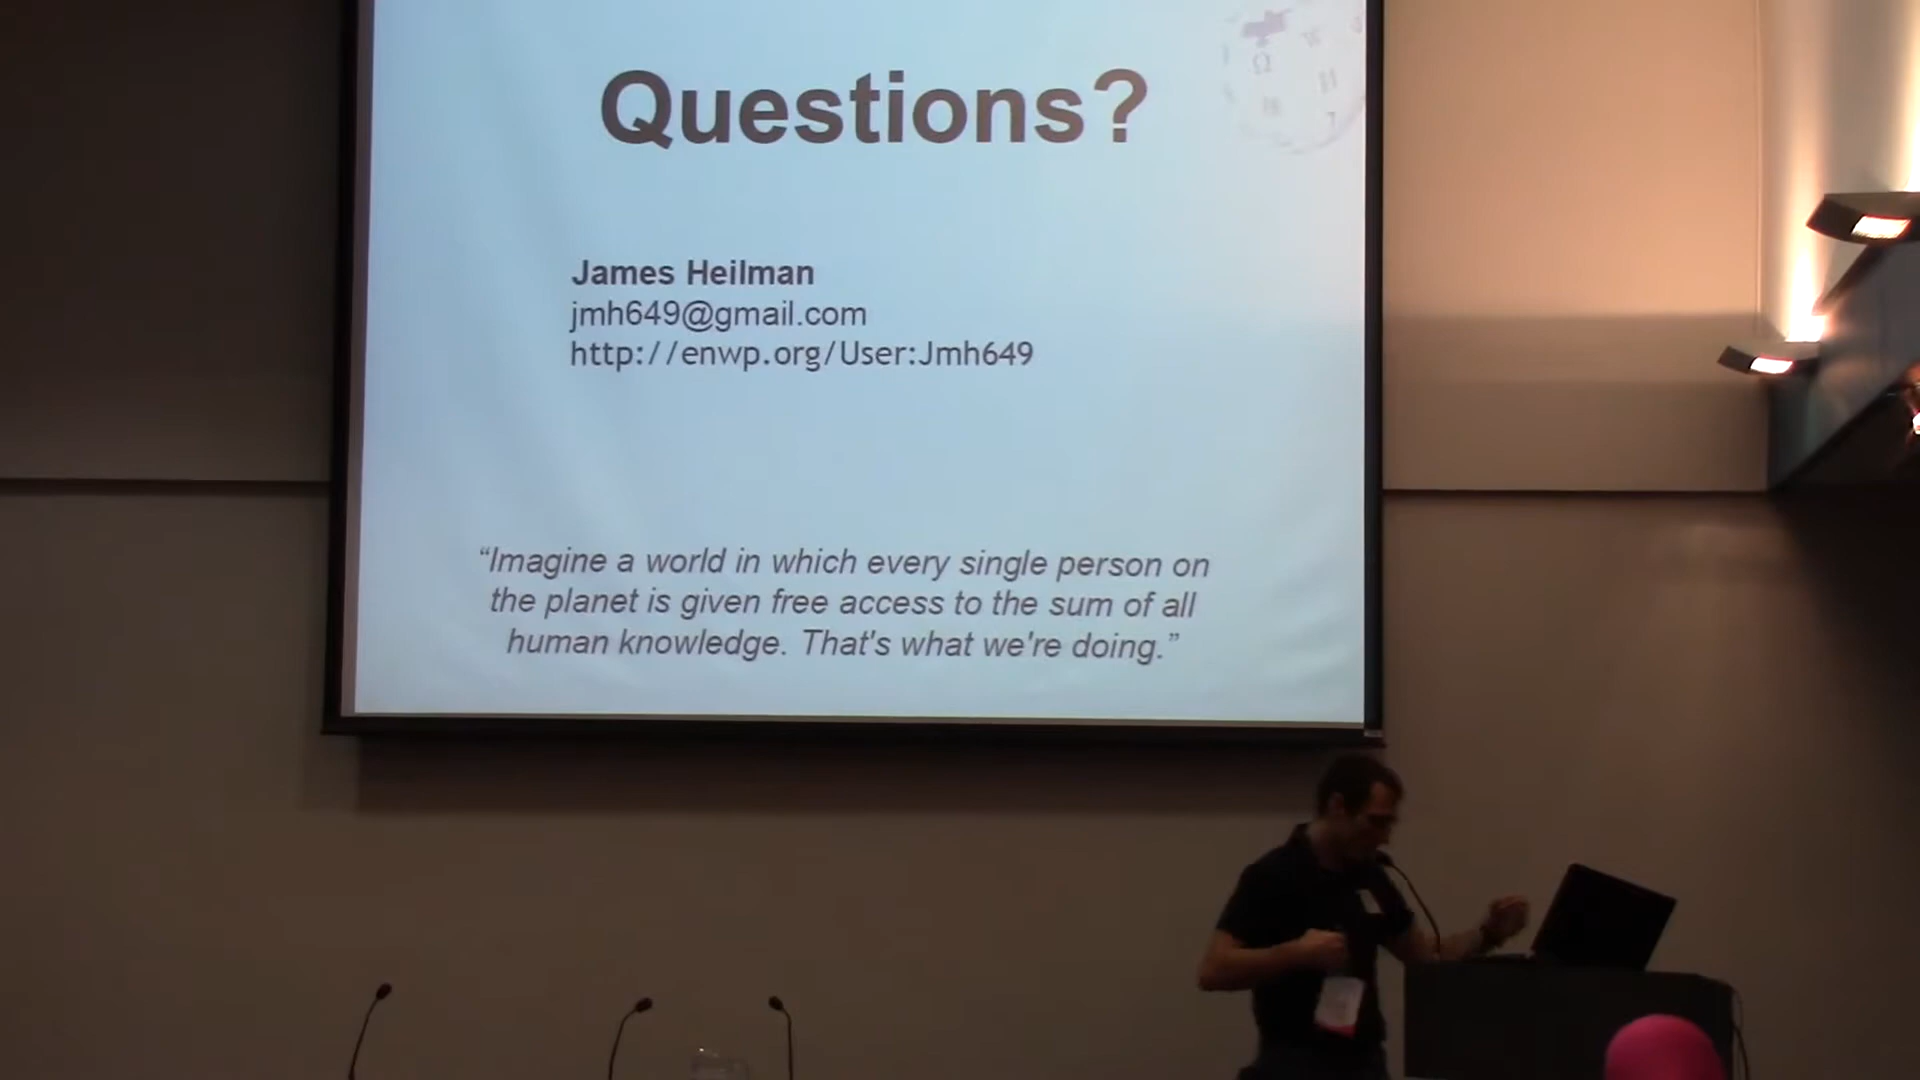 Questions?
James Heilman
jmh649@gmail.com
http://enwp.org/User:Jmh649
“Imagine a world in which every single person on
the planet is given free access to the sum of all
human knowledge. That's what we're doing.”